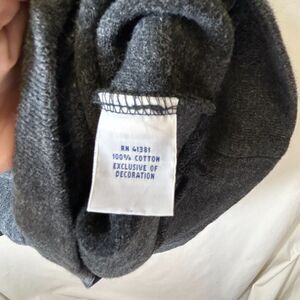 RN 41381
100% COTTON
EXCLUSIVE OF
DECORATION